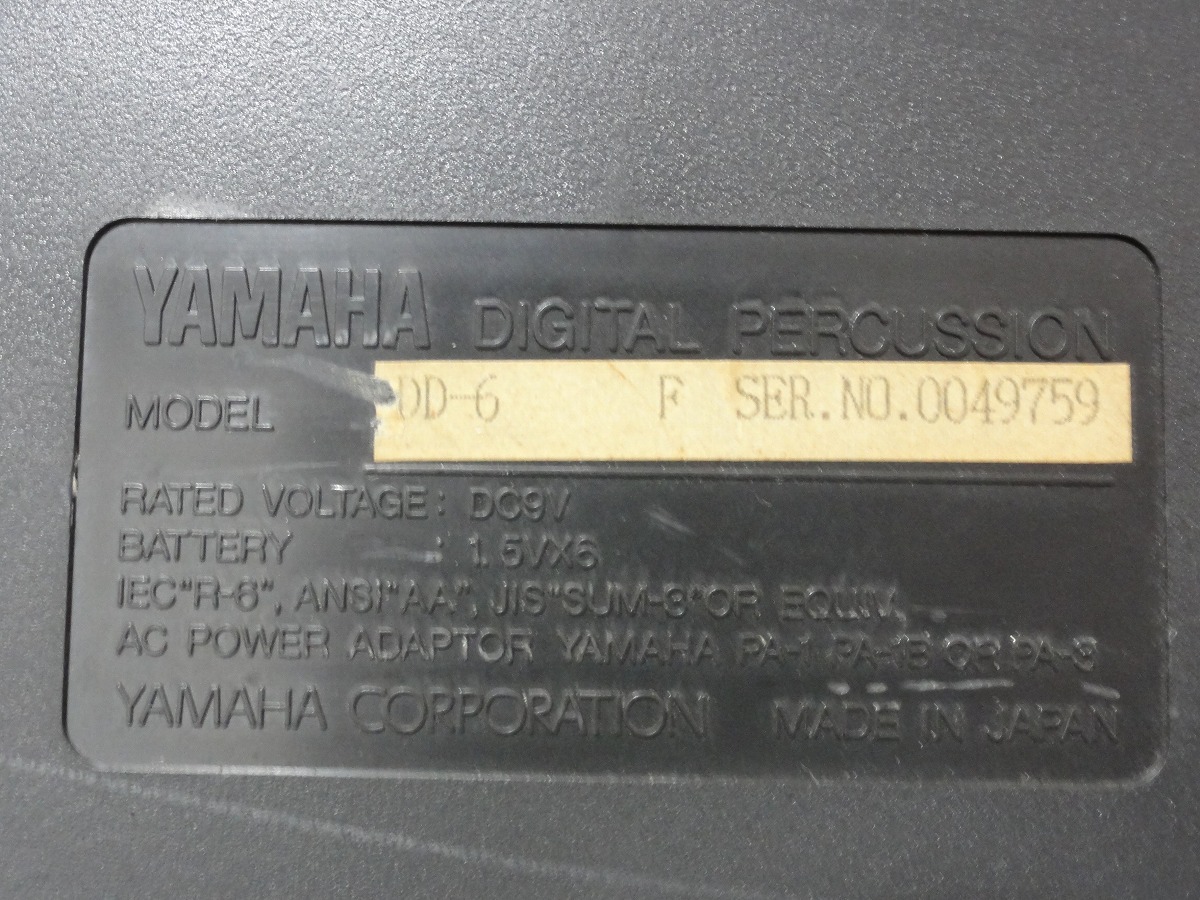 YAMAHA DIGITAL PERCUSSION
MODEL DD-6 F SER.NO.0049759
RATED VOLTAGE: DC9V
BATTERY : 1.5VX6
IEC"R-6", ANSI"AA", JIS"SUM-3"OR EQUIV.
AC POWER ADAPTOR YAMAHA PA-1 PA-1B OR PA-3
YAMAHA CORPORATION MADE IN JAPAN